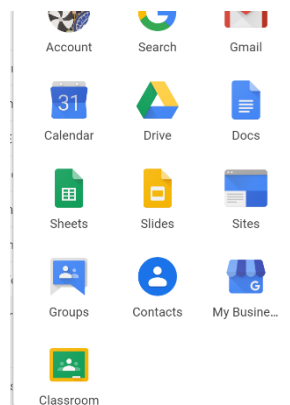 Account Search Gmail
31
Calendar Drive Docs
Sheets Slides Sites
G
Groups Contacts My Busine...
Classroom